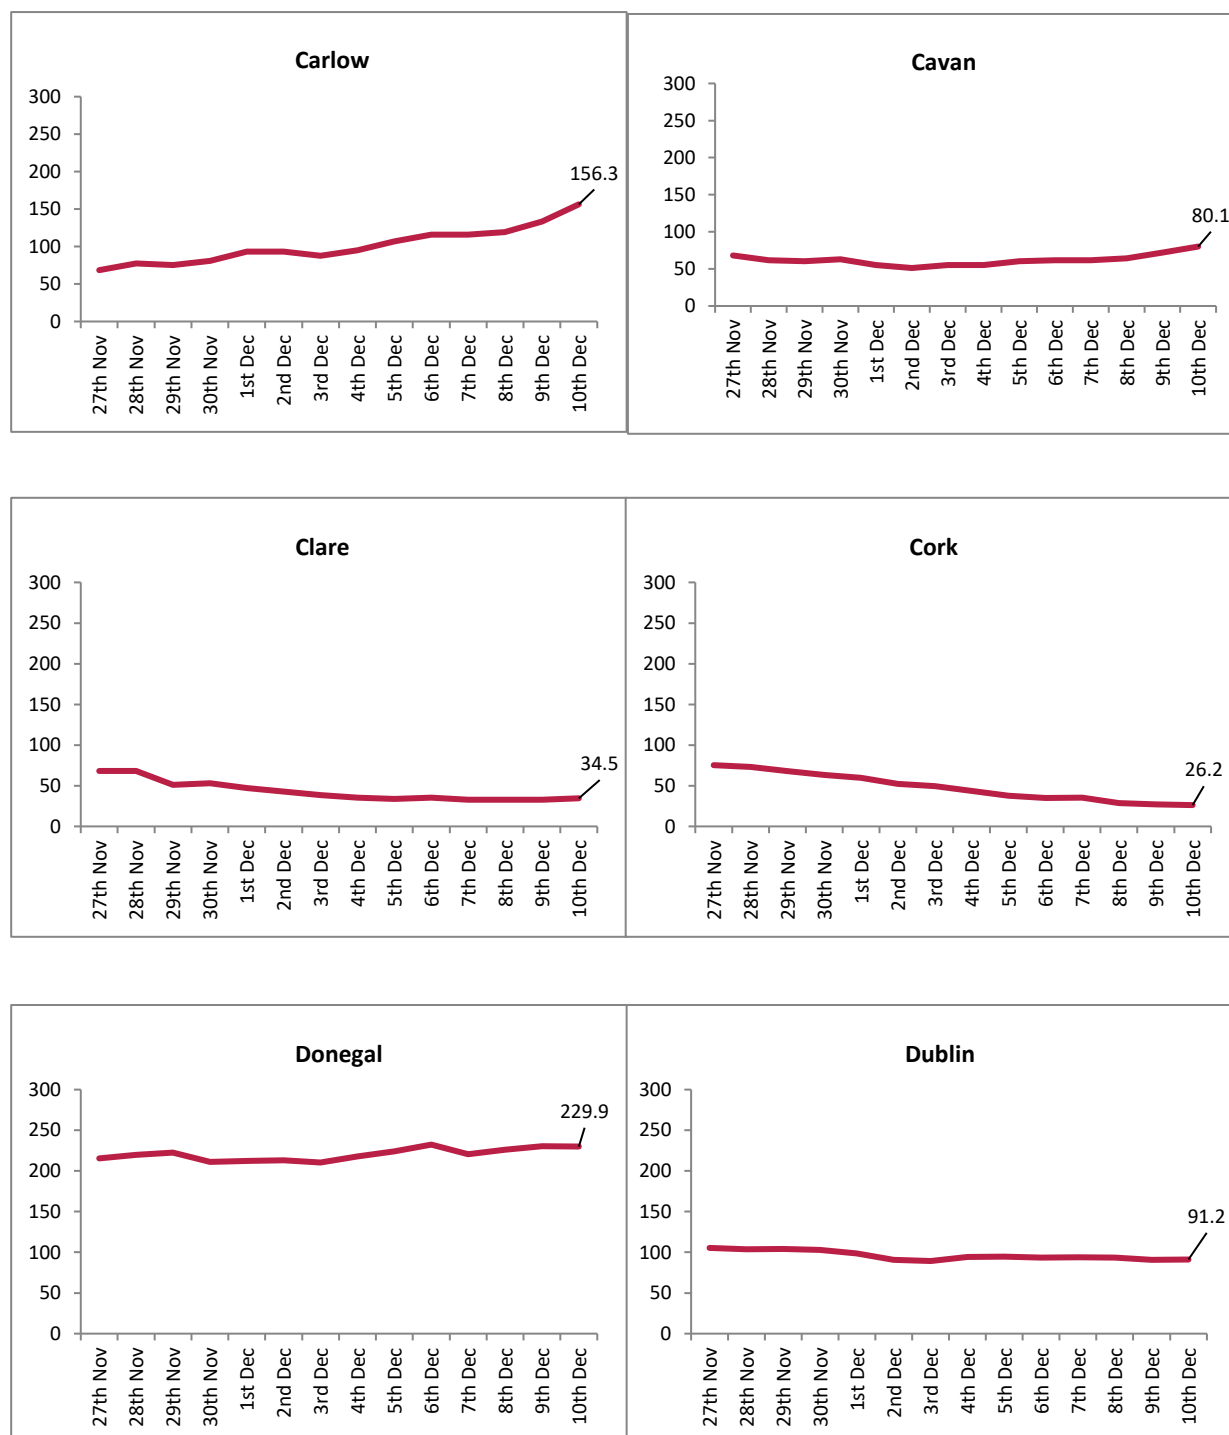 Carlow
300
250
200
150
100
50
0
156.3
27th Nov
28th Nov
29th Nov
30th Nov
1st Dec
2nd Dec
3rd Dec
4th Dec
5th Dec
6th Dec
7th Dec
8th Dec
9th Dec
10th Dec
Cavan
300
250
200
150
100
50
0
80.1
27th Nov
28th Nov
29th Nov
30th Nov
1st Dec
2nd Dec
3rd Dec
4th Dec
5th Dec
6th Dec
7th Dec
8th Dec
9th Dec
10th Dec
Clare
300
250
200
150
100
50
0
34.5
27th Nov
28th Nov
29th Nov
30th Nov
1st Dec
2nd Dec
3rd Dec
4th Dec
5th Dec
6th Dec
7th Dec
8th Dec
9th Dec
10th Dec
Cork
300
250
200
150
100
50
0
26.2
27th Nov
28th Nov
29th Nov
30th Nov
1st Dec
2nd Dec
3rd Dec
4th Dec
5th Dec
6th Dec
7th Dec
8th Dec
9th Dec
10th Dec
Donegal
300
250
200
150
100
50
0
229.9
27th Nov
28th Nov
29th Nov
30th Nov
1st Dec
2nd Dec
3rd Dec
4th Dec
5th Dec
6th Dec
7th Dec
8th Dec
9th Dec
10th Dec
Dublin
300
250
200
150
100
50
0
91.2
27th Nov
28th Nov
29th Nov
30th Nov
1st Dec
2nd Dec
3rd Dec
4th Dec
5th Dec
6th Dec
7th Dec
8th Dec
9th Dec
10th Dec